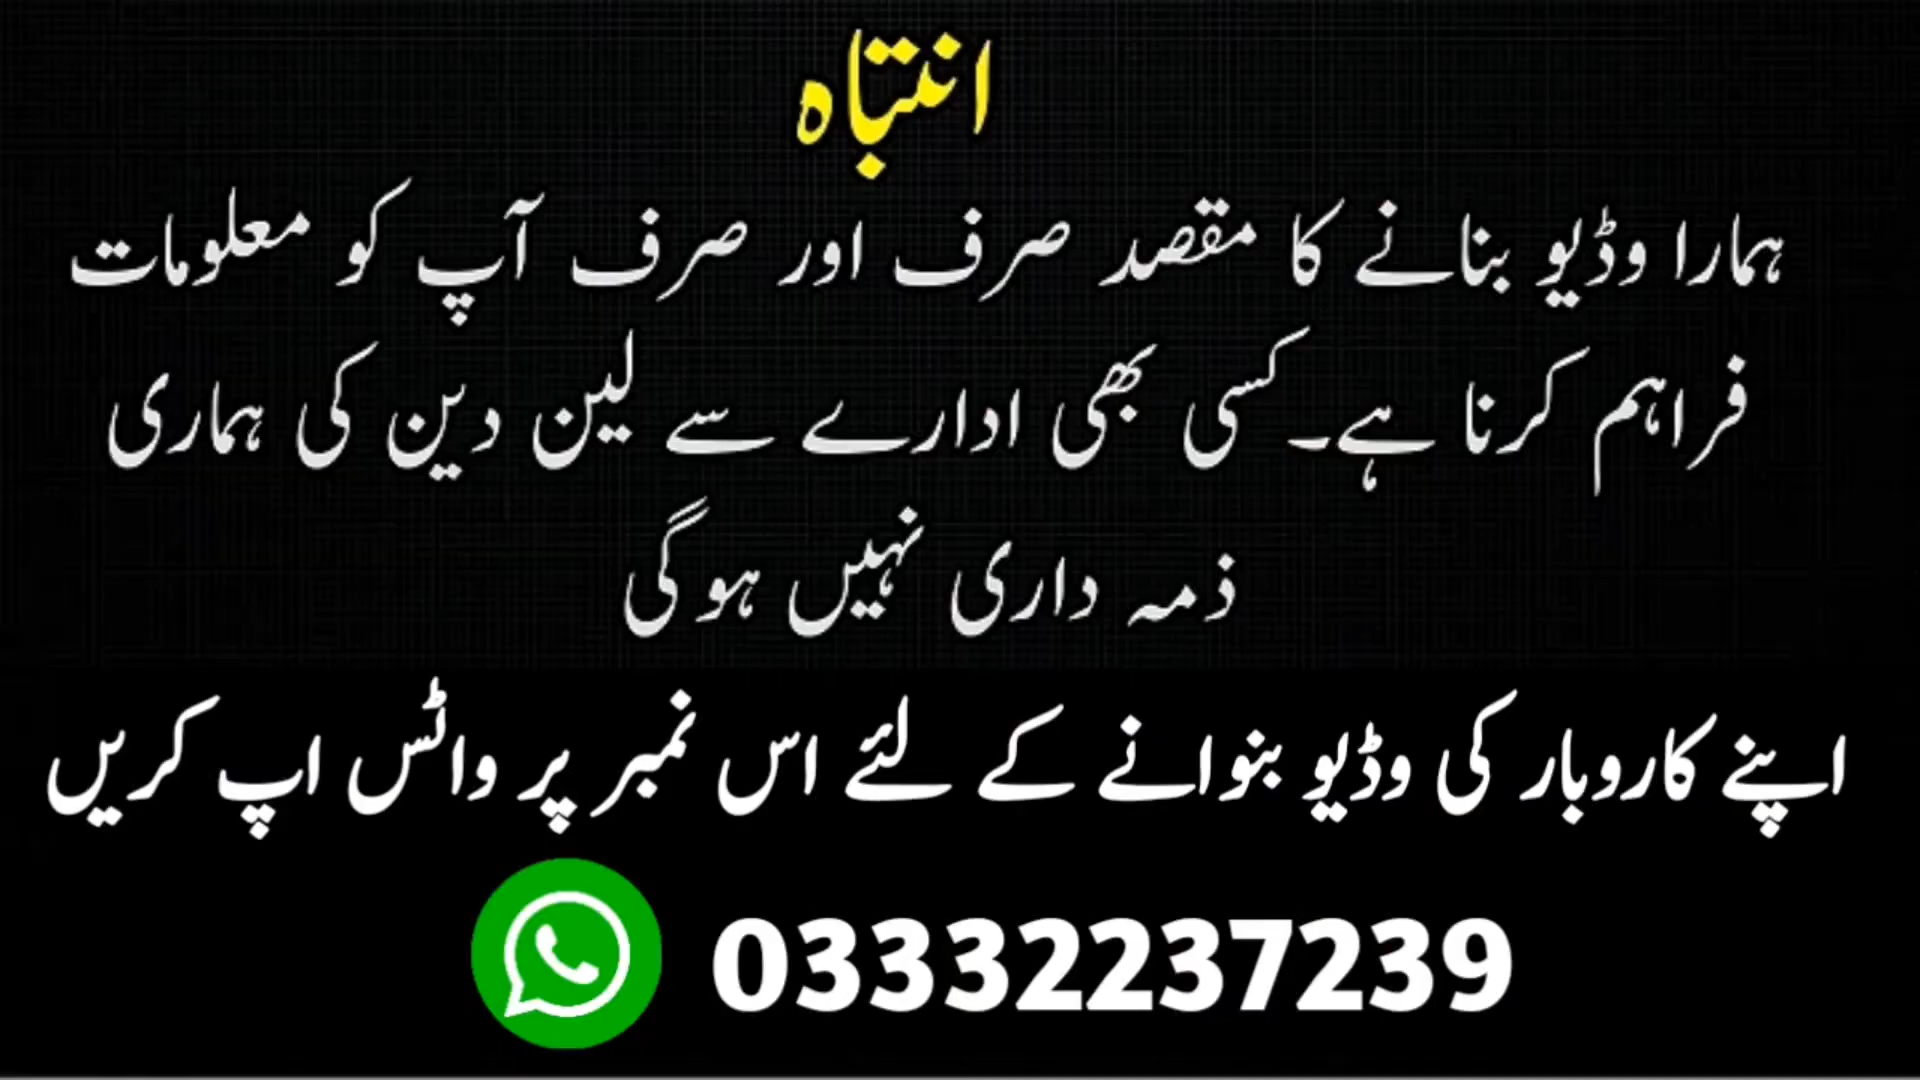 انتباہ
ہمارا وڈیو بنانے کا مقصد صرف اور صرف آپ کو معلومات
فراہم کرنا ہے۔ کسی بھی ادارے سے لین دین کی ہماری
ذمہ داری نہیں ہوگی
اپنے کاروبار کی وڈیو بنوانے کے لئے اس نمبر پر واٹس اپ کریں
03332237239